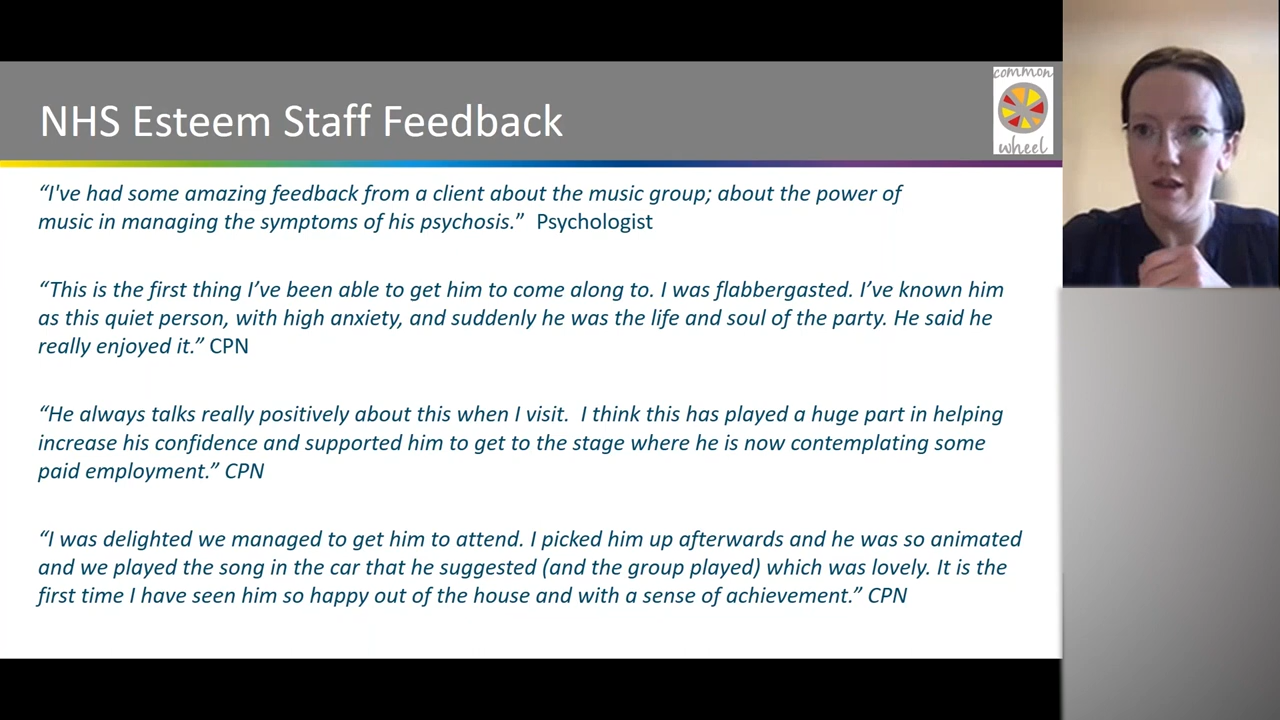 NHS Esteem Staff Feedback
common
wheel
“I've had some amazing feedback from a client about the music group; about the power of
music in managing the symptoms of his psychosis.”  Psychologist
“This is the first thing I’ve been able to get him to come along to. I was flabbergasted. I’ve known him
as this quiet person, with high anxiety, and suddenly he was the life and soul of the party. He said he
really enjoyed it.” CPN
“He always talks really positively about this when I visit.  I think this has played a huge part in helping
increase his confidence and supported him to get to the stage where he is now contemplating some
paid employment.” CPN
“I was delighted we managed to get him to attend. I picked him up afterwards and he was so animated
and we played the song in the car that he suggested (and the group played) which was lovely. It is the
first time I have seen him so happy out of the house and with a sense of achievement.” CPN